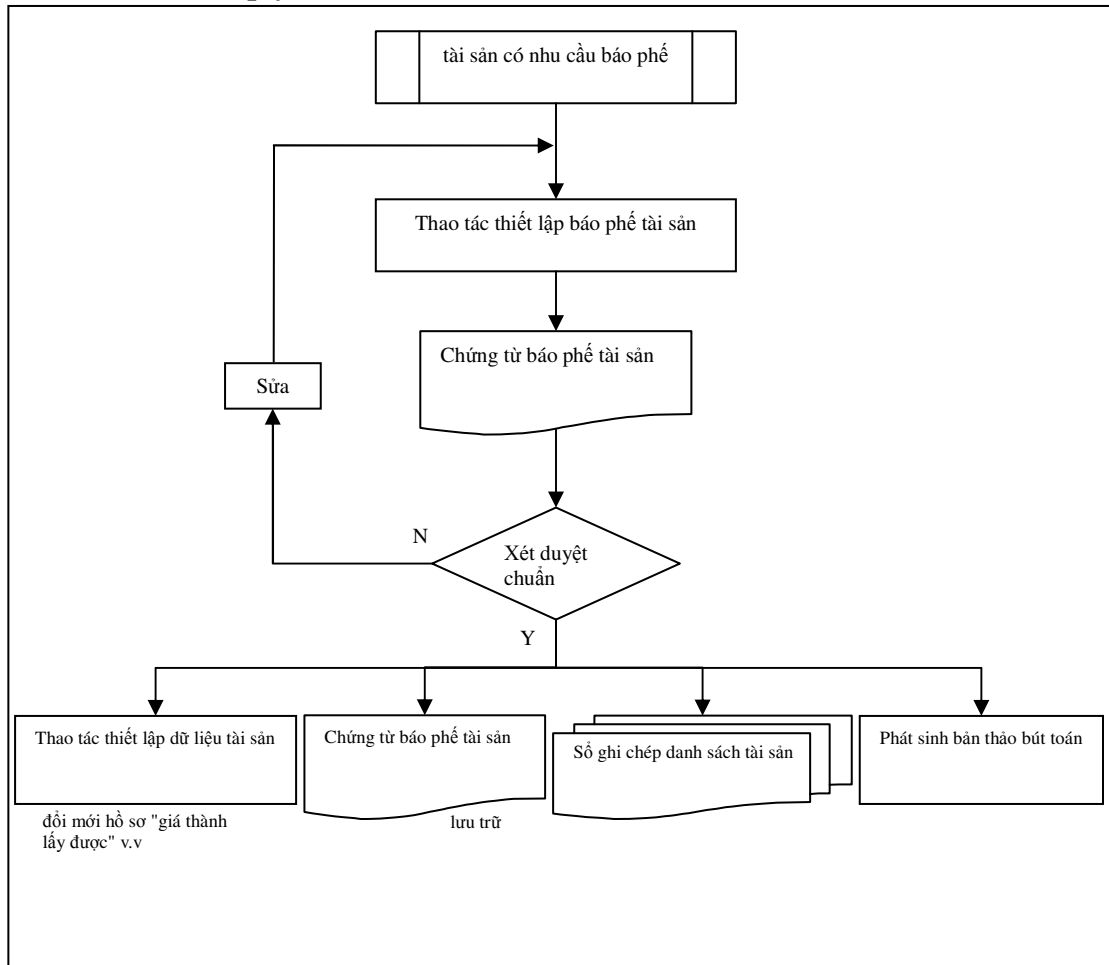 tài sản có nhu cầu báo phế
Thao tác thiết lập báo phế tài sản
Chứng từ báo phế tài sản
Sửa
N
Xét duyệt
chuẩn
Y
Thao tác thiết lập dữ liệu tài sản
Chứng từ báo phế tài sản
Sổ ghi chép danh sách tài sản
Phát sinh bản thảo bút toán
đổi mới hồ sơ "giá thành
lấy được" v.v
lưu trữ